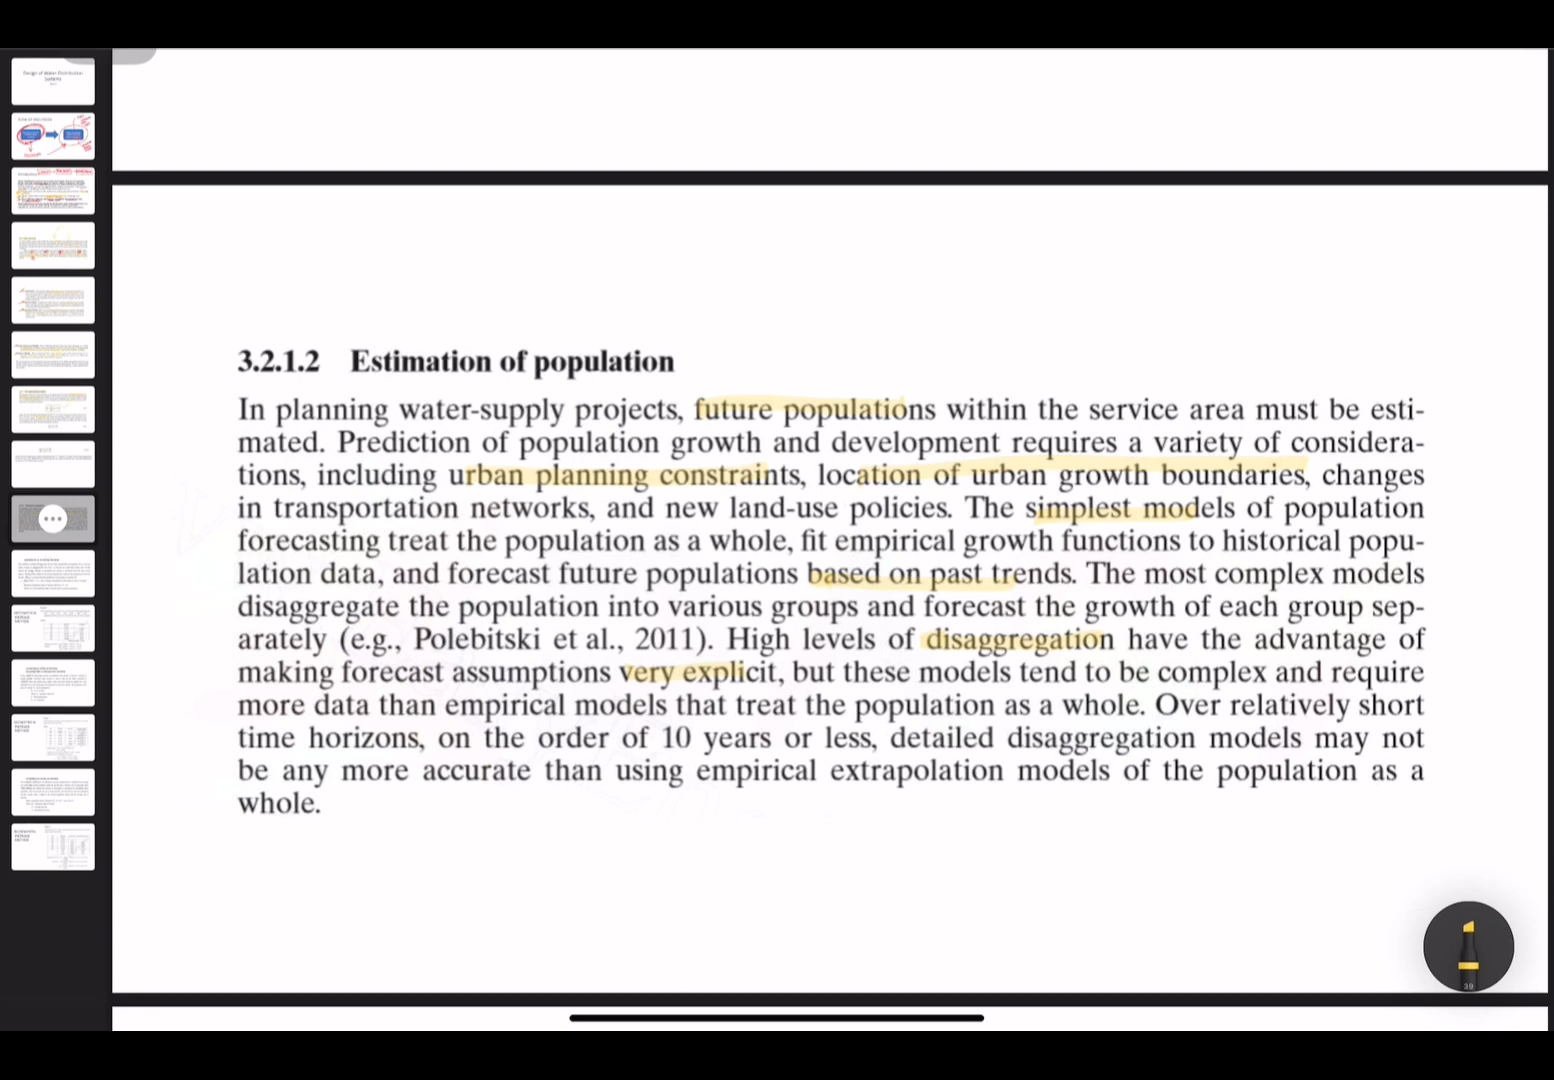 Design of Water Distribution
Systems
3.2.1.2 Estimation of population
In planning water-supply projects, future populations within the service area must be esti-
mated. Prediction of population growth and development requires a variety of considera-
tions, including urban planning constraints, location of urban growth boundaries, changes
in transportation networks, and new land-use policies. The simplest models of population
forecasting treat the population as a whole, fit empirical growth functions to historical popu-
lation data, and forecast future populations based on past trends. The most complex models
disaggregate the population into various groups and forecast the growth of each group sep-
arately (e.g., Polebitski et al., 2011). High levels of disaggregation have the advantage of
making forecast assumptions very explicit, but these models tend to be complex and require
more data than empirical models that treat the population as a whole. Over relatively short
time horizons, on the order of 10 years or less, detailed disaggregation models may not
be any more accurate than using empirical extrapolation models of the population as a
whole.
39